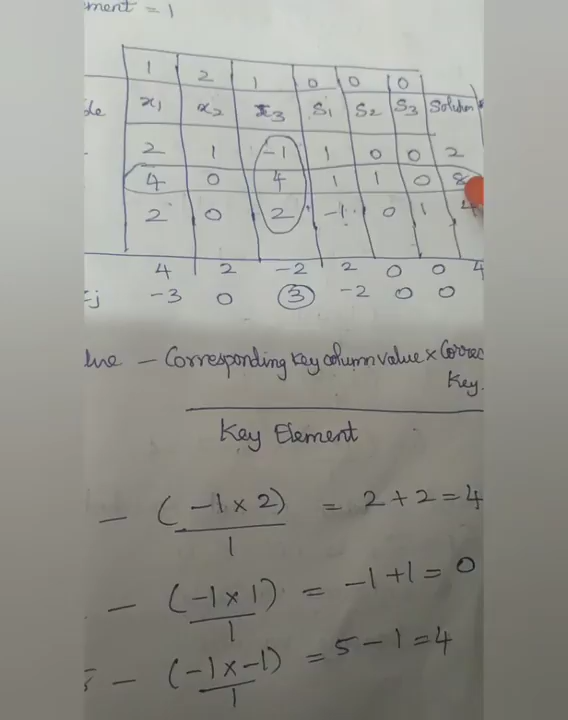 ment = 1
1 2 1 0 0 0
x1 x2 x3 S1 S2 S3 Solution
2 1 -1 1 0 0 2
4 0 4 1 1 0 8
2 0 2 -1 0 1 4
4 2 -2 2 0 0 4
-3 0 3 -2 0 0
- Corresponding Key column value × Correc
Key.
Key Element
- (-1 × 2) = 2 + 2 = 4
1
- (-1 × 1) = -1 + 1 = 0
1
- (-1 × -1) = 5 - 1 = 4
1